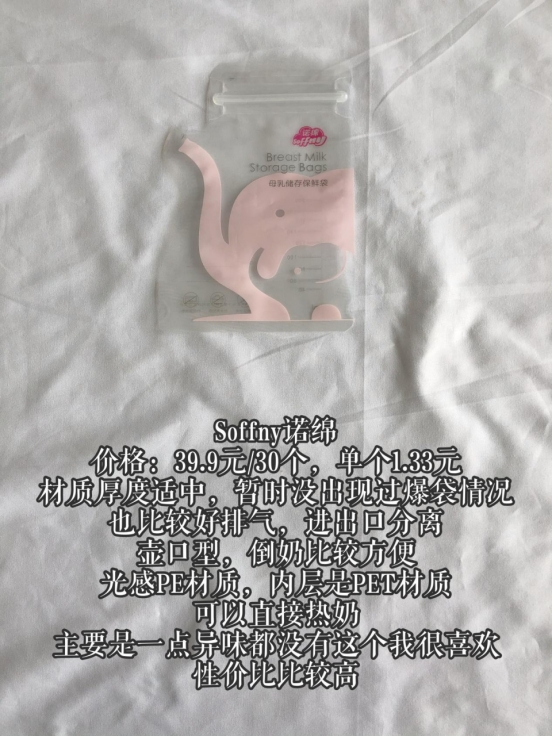 诺绵
Soffny
Breast Milk
Storage Bags
母乳储存保鲜袋
Soffny诺绵
价格：39.9元/30个，单个1.33元
材质厚度适中，暂时没出现过爆袋情况
也比较好排气，进出口分离
壶口型，倒奶比较方便
光感PE材质，内层是PET材质
可以直接热奶
主要是一点异味都没有这个我很喜欢
性价比比较高